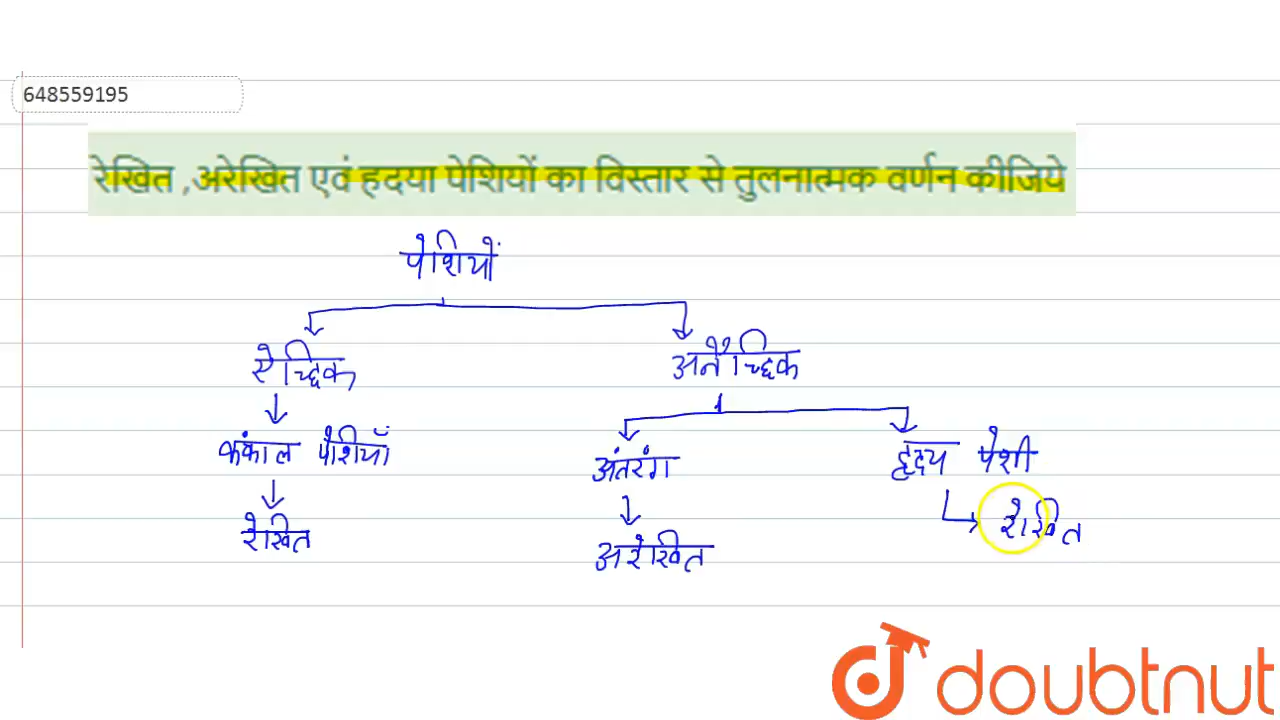 648559195
रेखित ,अरेखित एवं हृदया पेशियों का विस्तार से तुलनात्मक वर्णन कीजिये
पेशियों
ऐच्छिक अनैच्छिक
कंकाल पेशियाँ अंतरंग हृदय पेशी
रेखित अरेखित रेखित
doubtnut